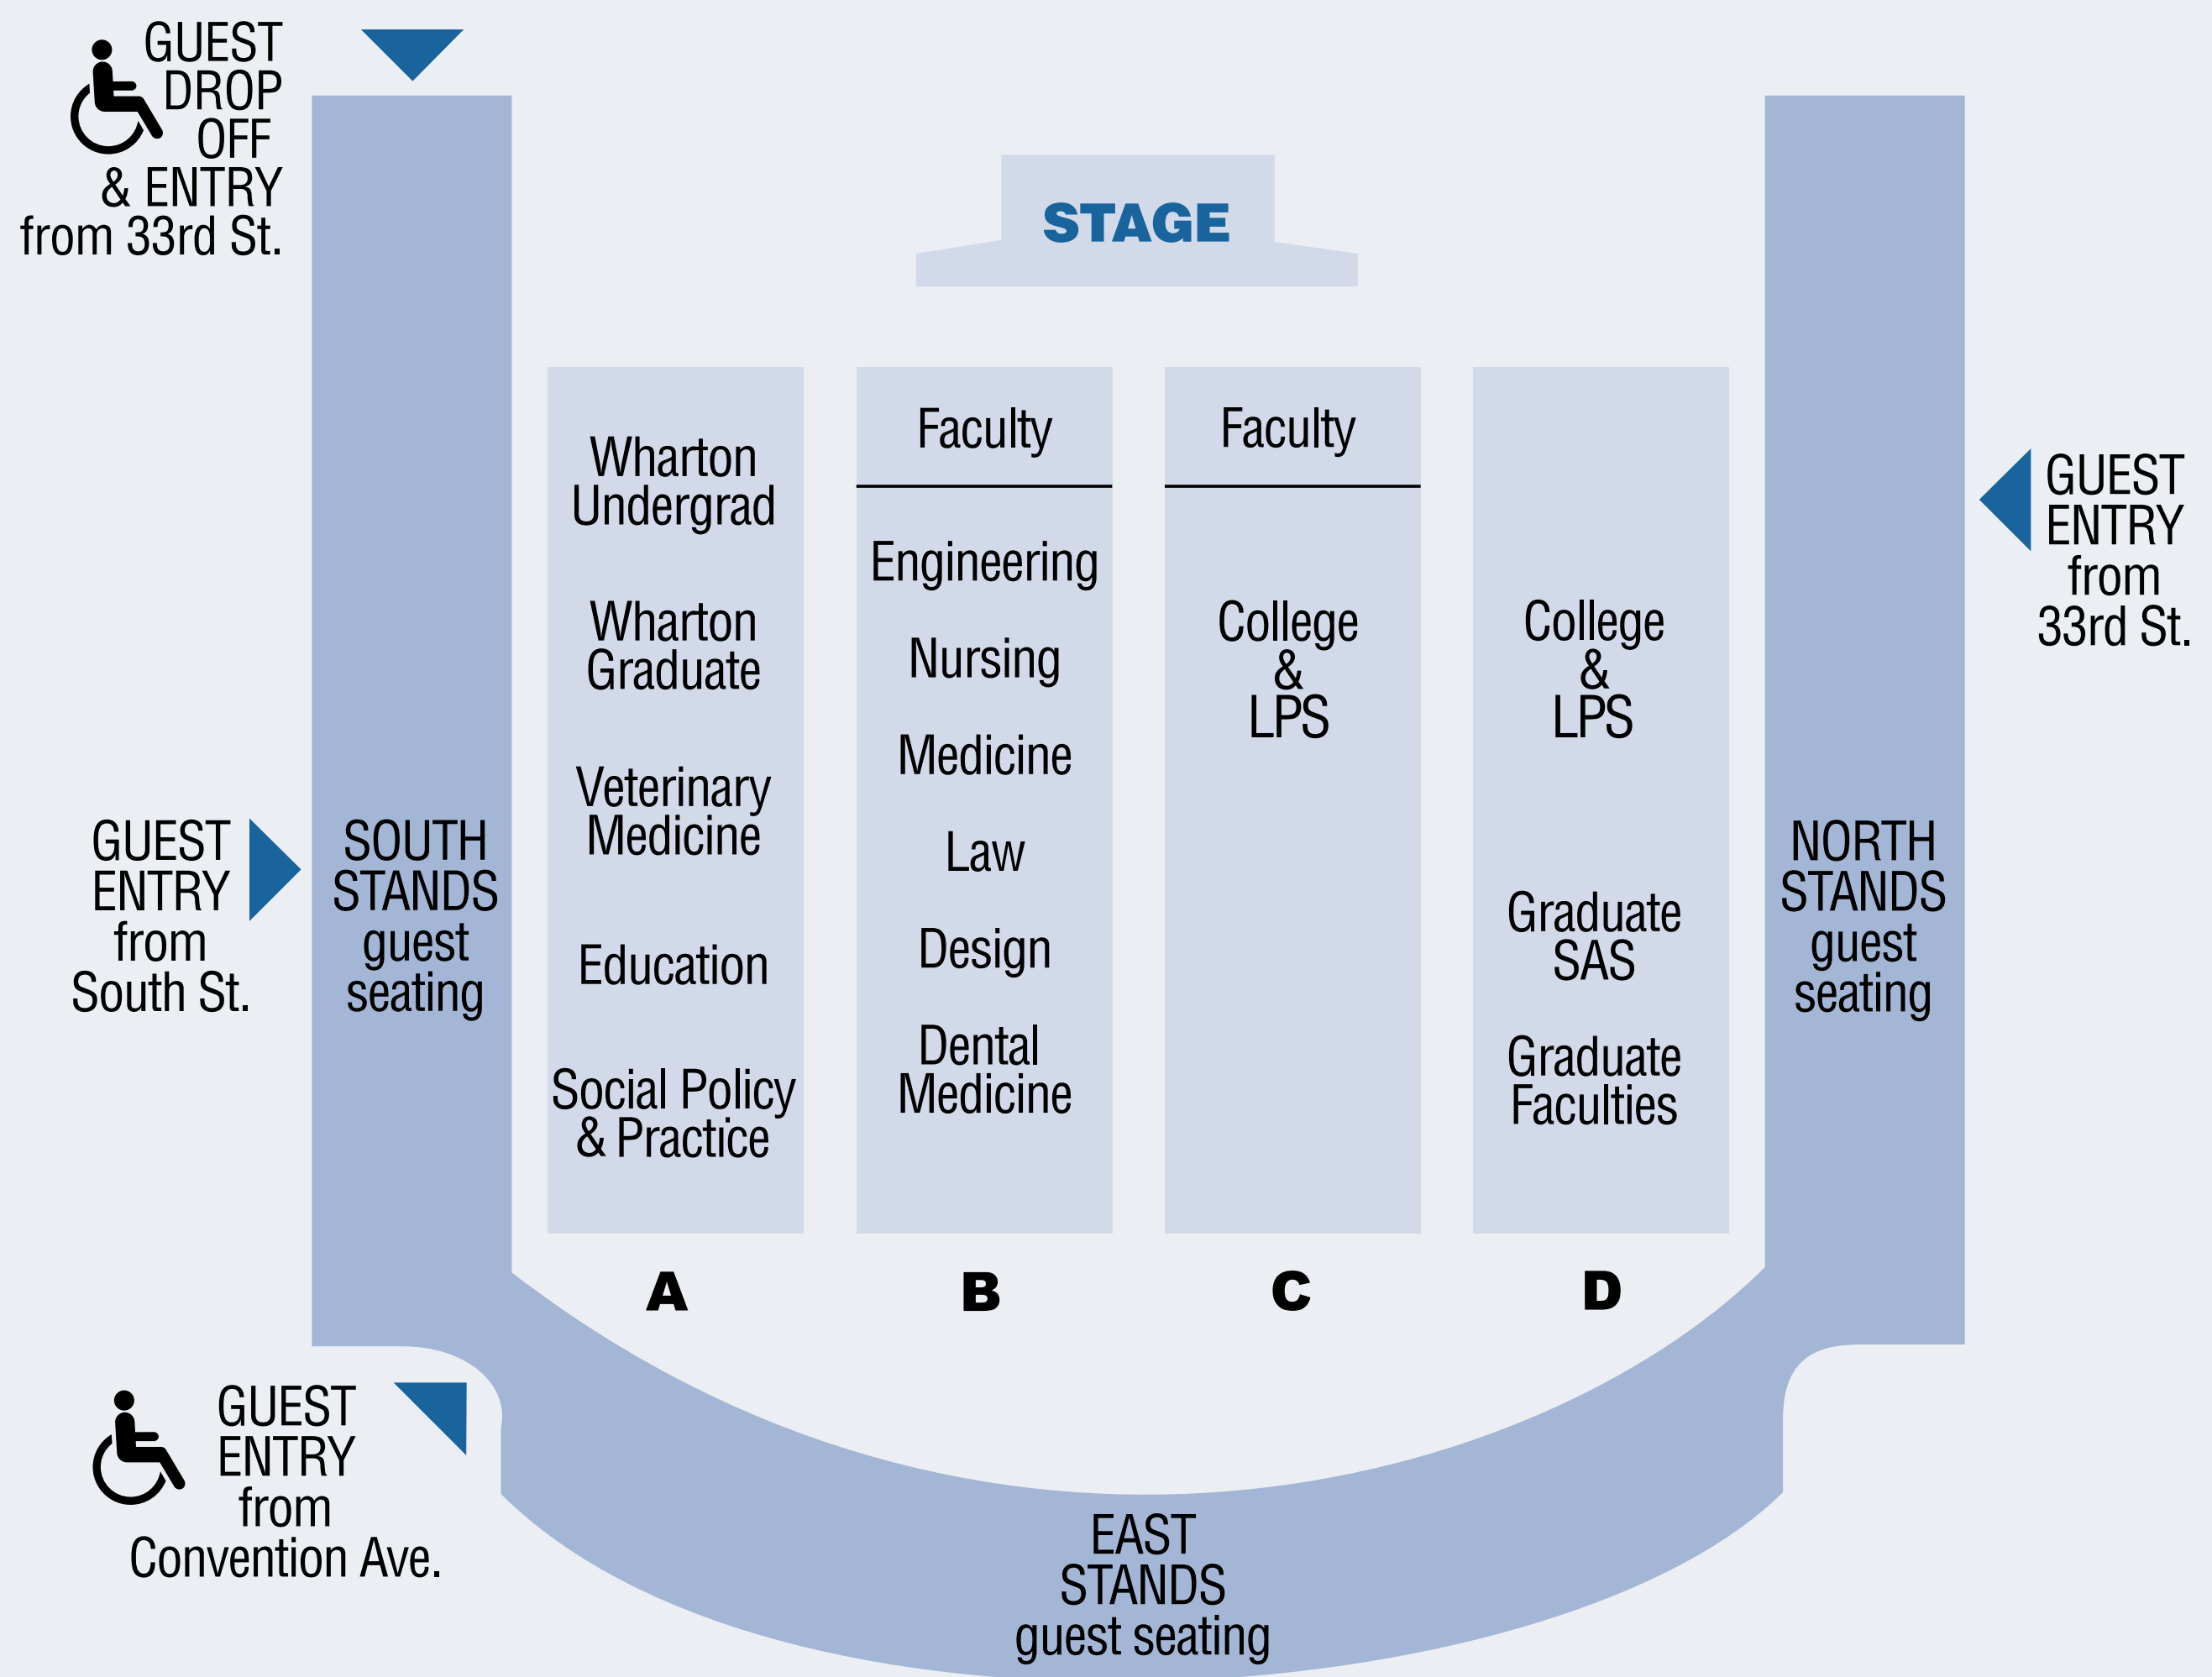 GUEST
DROP
OFF
& ENTRY
from 33rd St.
STAGE
Wharton
Undergrad
Wharton
Graduate
Veterinary
Medicine
Education
Social Policy
& Practice
A
Faculty
Engineering
Nursing
Medicine
Law
Design
Dental
Medicine
B
Faculty
College
&
LPS
C
College
&
LPS
Graduate
SAS
Graduate
Faculties
D
GUEST
ENTRY
from
33rd St.
GUEST
ENTRY
from
South St.
SOUTH
STANDS
guest
seating
NORTH
STANDS
guest
seating
GUEST
ENTRY
from
Convention Ave.
EAST
STANDS
guest seating